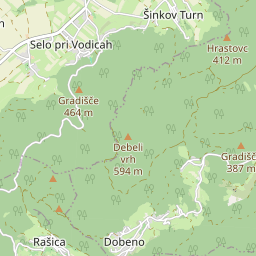 Šinkov Turn
Selo pri Vodicah
Hrastovc
412 m
Gradišče
464 m
Debeli
vrh
594 m
Gradišč
387 m
Rašica
Dobeno